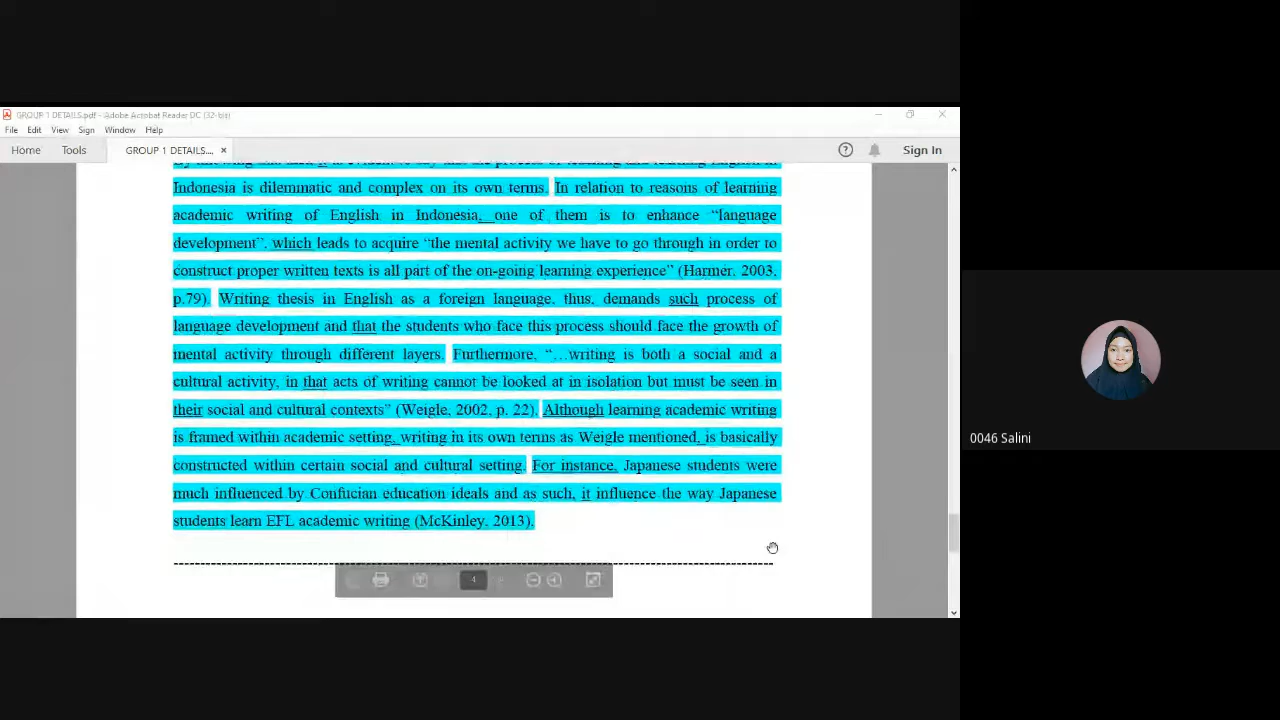 GROUP 1 DETAILS.pdf - Adobe Acrobat Reader DC (32-bit)
File Edit View Sign Window Help
Home Tools GROUP 1 DETAILS.... × Sign In
Indonesia is dilemmatic and complex on its own terms. In relation to reasons of learning
academic writing of English in Indonesia, one of them is to enhance “language
development”, which leads to acquire “the mental activity we have to go through in order to
construct proper written texts is all part of the on-going learning experience” (Harmer, 2003,
p.79). Writing thesis in English as a foreign language, thus, demands such process of
language development and that the students who face this process should face the growth of
mental activity through different layers. Furthermore, “…writing is both a social and a
cultural activity, in that acts of writing cannot be looked at in isolation but must be seen in
their social and cultural contexts” (Weigle, 2002, p. 22). Although learning academic writing
is framed within academic setting, writing in its own terms as Weigle mentioned, is basically
constructed within certain social and cultural setting. For instance, Japanese students were
much influenced by Confucian education ideals and as such, it influence the way Japanese
students learn EFL academic writing (McKinley, 2013).
4
0046 Salini